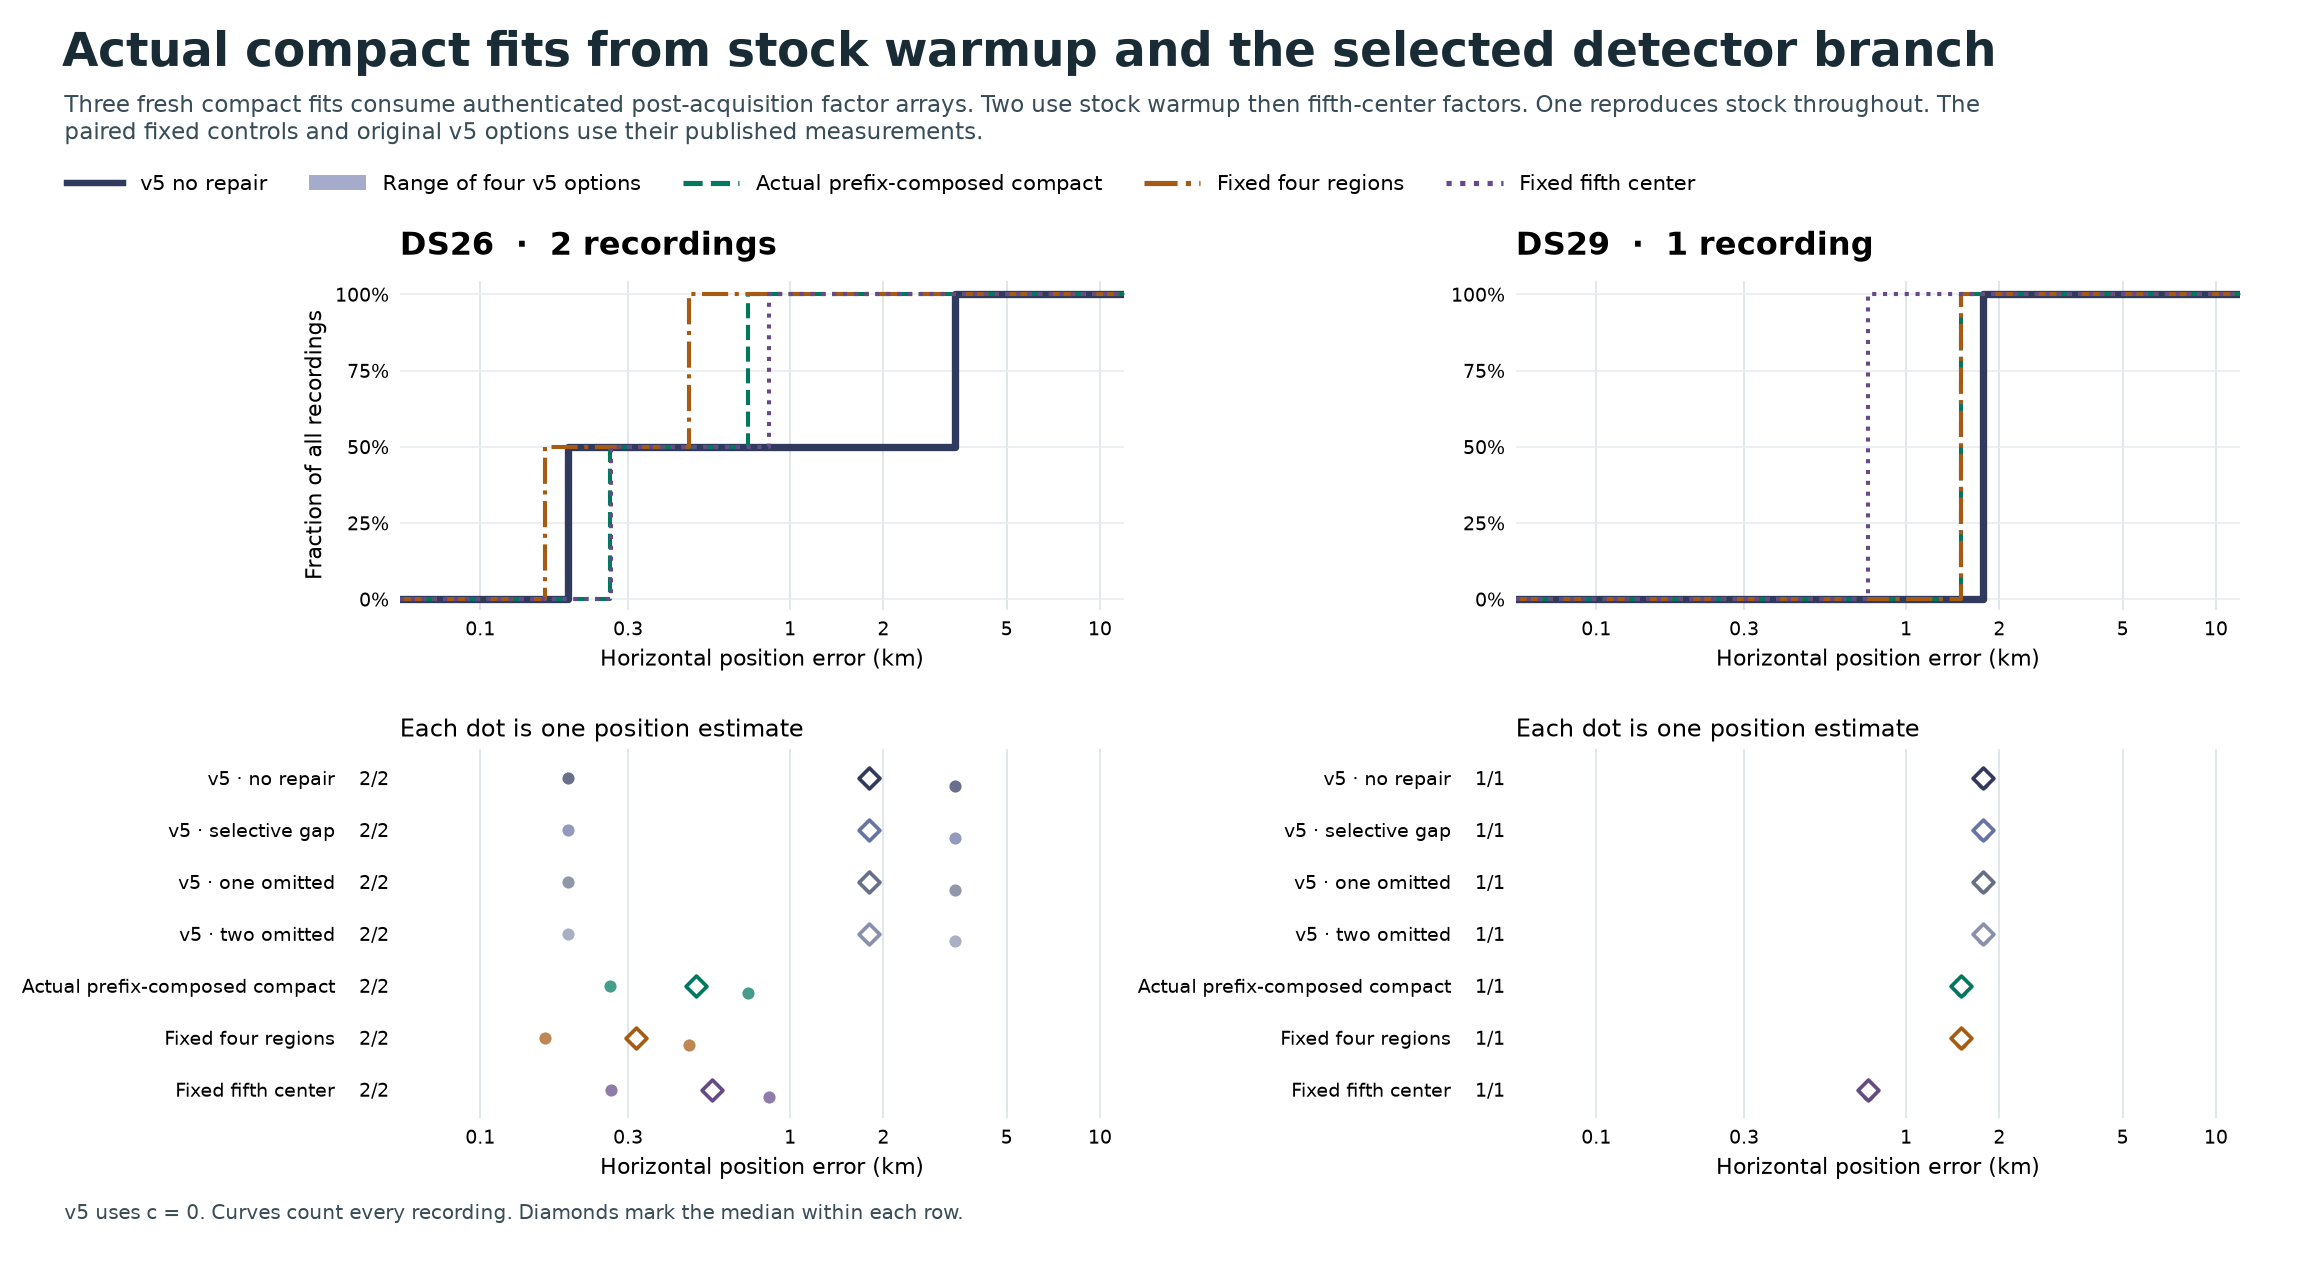 Actual compact fits from stock warmup and the selected detector branch
Three fresh compact fits consume authenticated post-acquisition factor arrays. Two use stock warmup then fifth-center factors. One reproduces stock throughout. The
paired fixed controls and original v5 options use their published measurements.
v5 no repair
Range of four v5 options
Actual prefix-composed compact
Fixed four regions
Fixed fifth center
DS26 · 2 recordings
Fraction of all recordings
100%
75%
50%
25%
0%
0.1 0.3 1 2 5 10
Horizontal position error (km)
DS29 · 1 recording
100%
75%
50%
25%
0%
0.1 0.3 1 2 5 10
Horizontal position error (km)
Each dot is one position estimate
v5 · no repair 2/2
v5 · selective gap 2/2
v5 · one omitted 2/2
v5 · two omitted 2/2
Actual prefix-composed compact 2/2
Fixed four regions 2/2
Fixed fifth center 2/2
0.1 0.3 1 2 5 10
Horizontal position error (km)
Each dot is one position estimate
v5 · no repair 1/1
v5 · selective gap 1/1
v5 · one omitted 1/1
v5 · two omitted 1/1
Actual prefix-composed compact 1/1
Fixed four regions 1/1
Fixed fifth center 1/1
0.1 0.3 1 2 5 10
Horizontal position error (km)
v5 uses c = 0. Curves count every recording. Diamonds mark the median within each row.